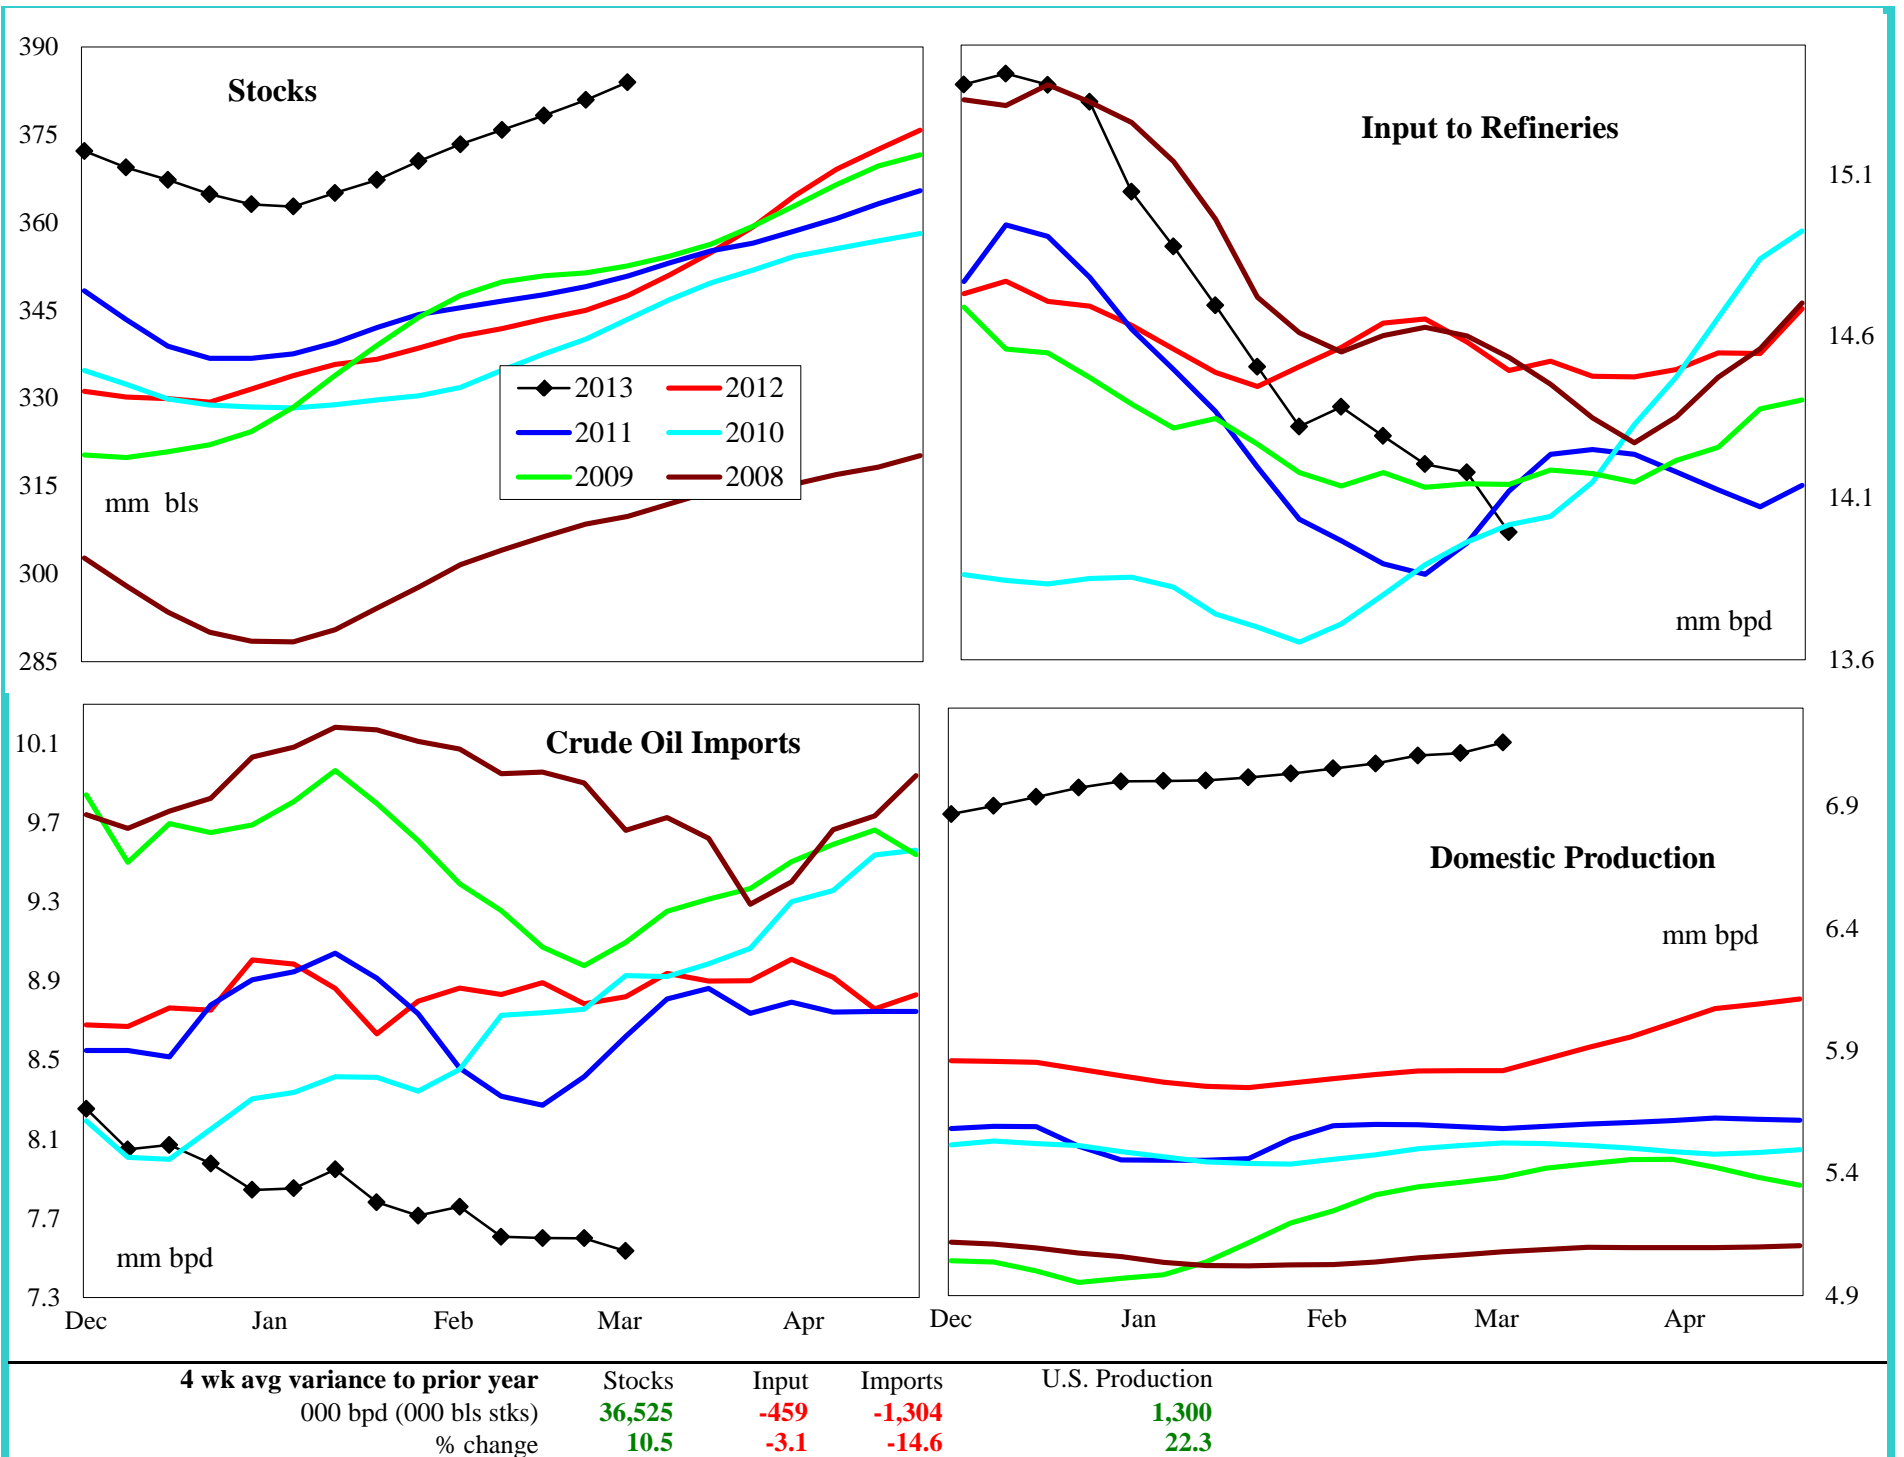 Stocks
390
375
360
345
330
315
300
285
mm bls
2013 2012
2011 2010
2009 2008
Input to Refineries
15.1
14.6
14.1
13.6
mm bpd
Crude Oil Imports
10.1
9.7
9.3
8.9
8.5
8.1
7.7
7.3
mm bpd
Dec Jan Feb Mar Apr
Domestic Production
mm bpd
6.9
6.4
5.9
5.4
4.9
Dec Jan Feb Mar Apr
4 wk avg variance to prior year Stocks Input Imports U.S. Production
000 bpd (000 bls stks) 36,525 -459 -1,304 1,300
% change 10.5 -3.1 -14.6 22.3